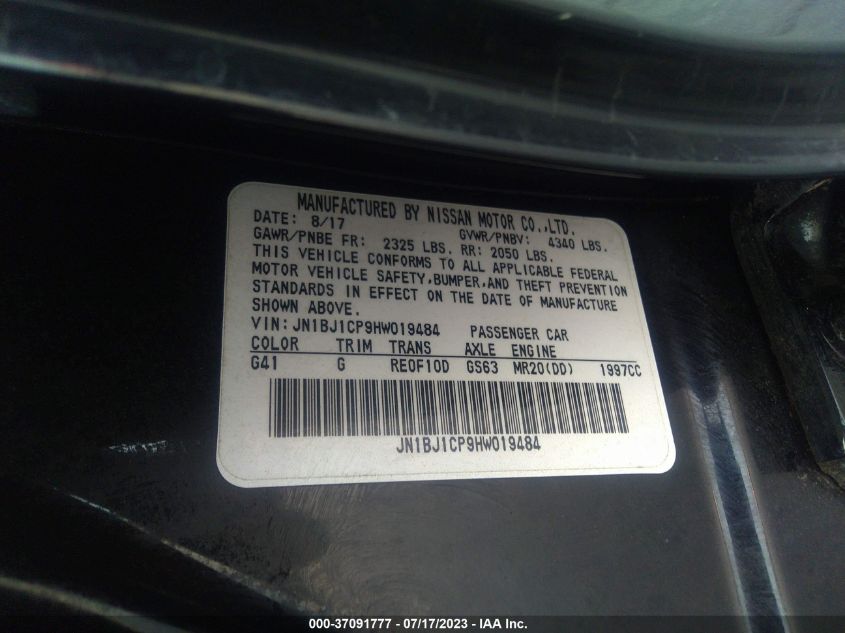 MANUFACTURED BY NISSAN MOTOR CO.,LTD.
DATE: 8/17 GVWR/PNBV: 4340 LBS.
GAWR/PNBE FR: 2325 LBS. RR: 2050 LBS.
THIS VEHICLE CONFORMS TO ALL APPLICABLE FEDERAL
MOTOR VEHICLE SAFETY,BUMPER,AND THEFT PREVENTION
STANDARDS IN EFFECT ON THE DATE OF MANUFACTURE
SHOWN ABOVE.
VIN:JN1BJ1CP9HW019484 PASSENGER CAR
COLOR TRIM TRANS AXLE ENGINE
G41 G RE0F10D GS63 MR20(DD) 1997CC
JN1BJ1CP9HW019484
000-37091777 - 07/17/2023 - IAA Inc.